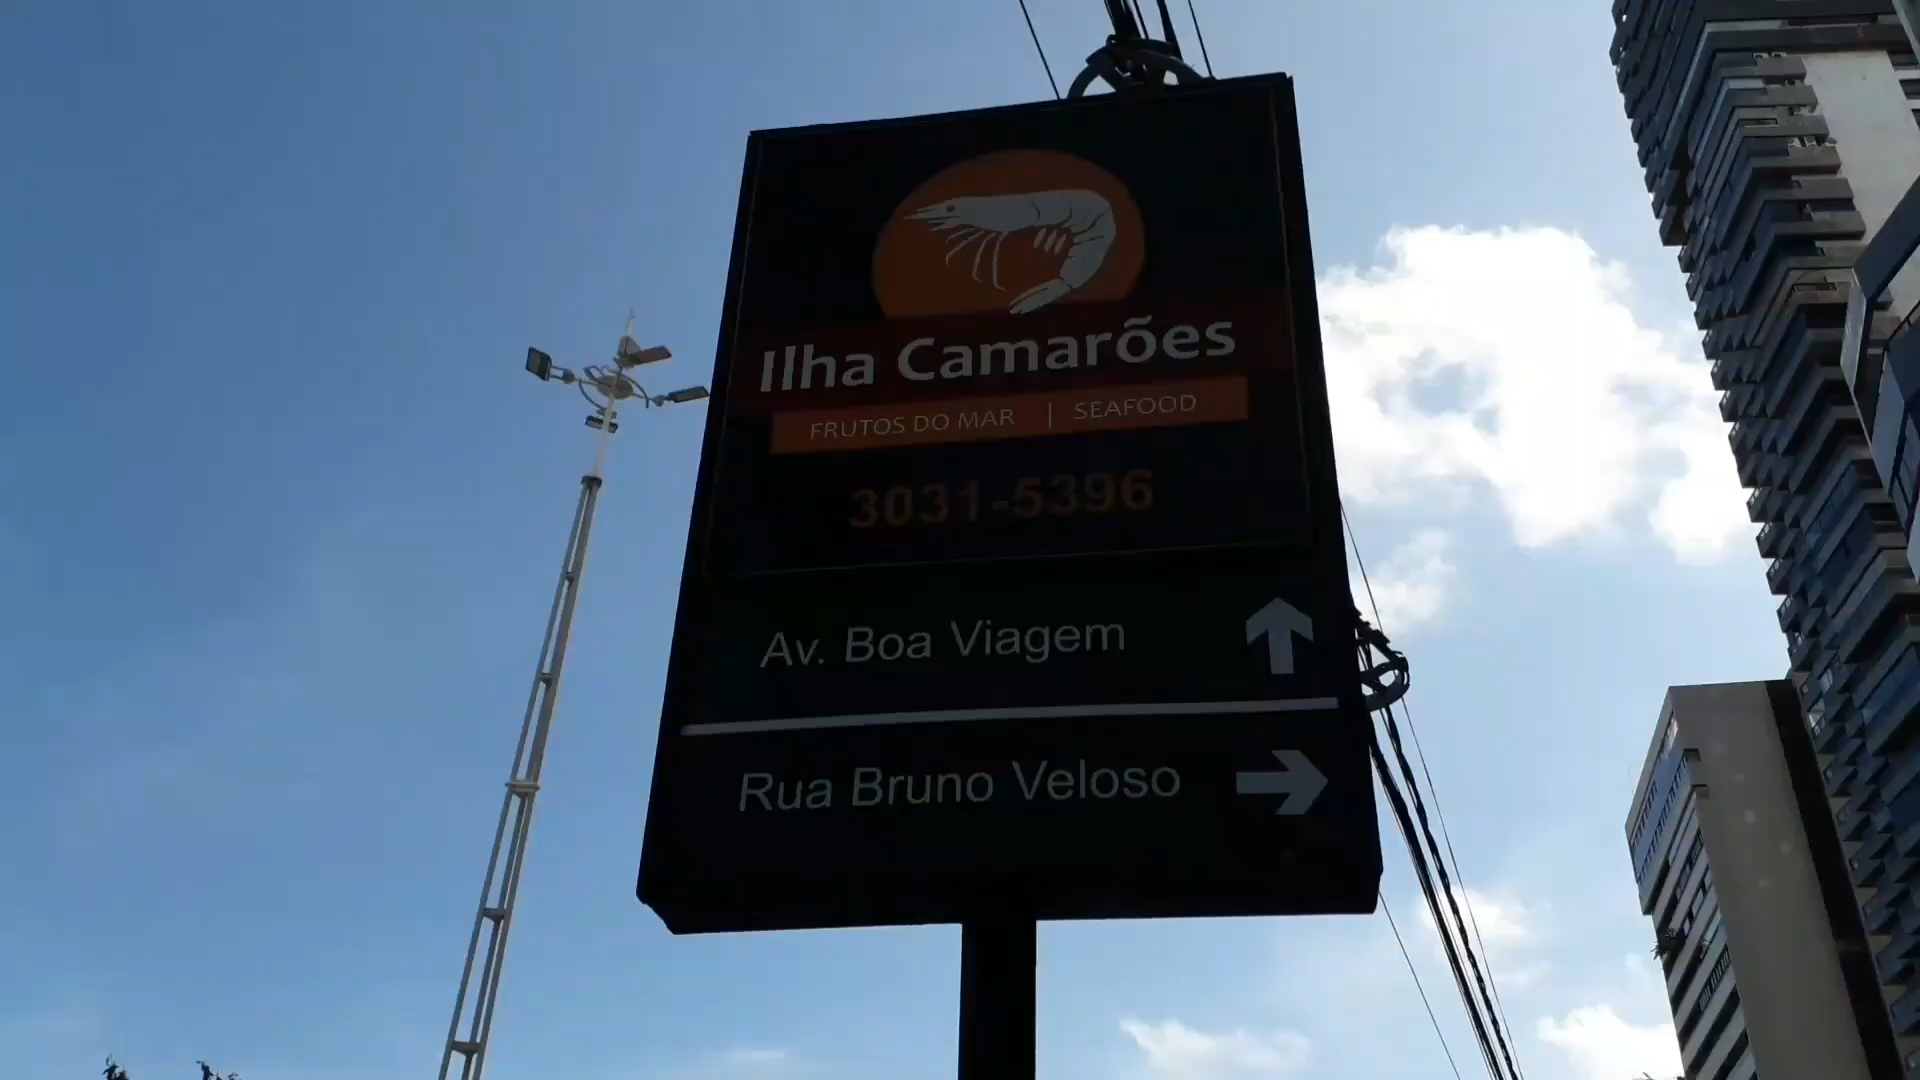 Ilha Camarões
FRUTOS DO MAR | SEAFOOD
3031-5396
Av. Boa Viagem
Rua Bruno Veloso